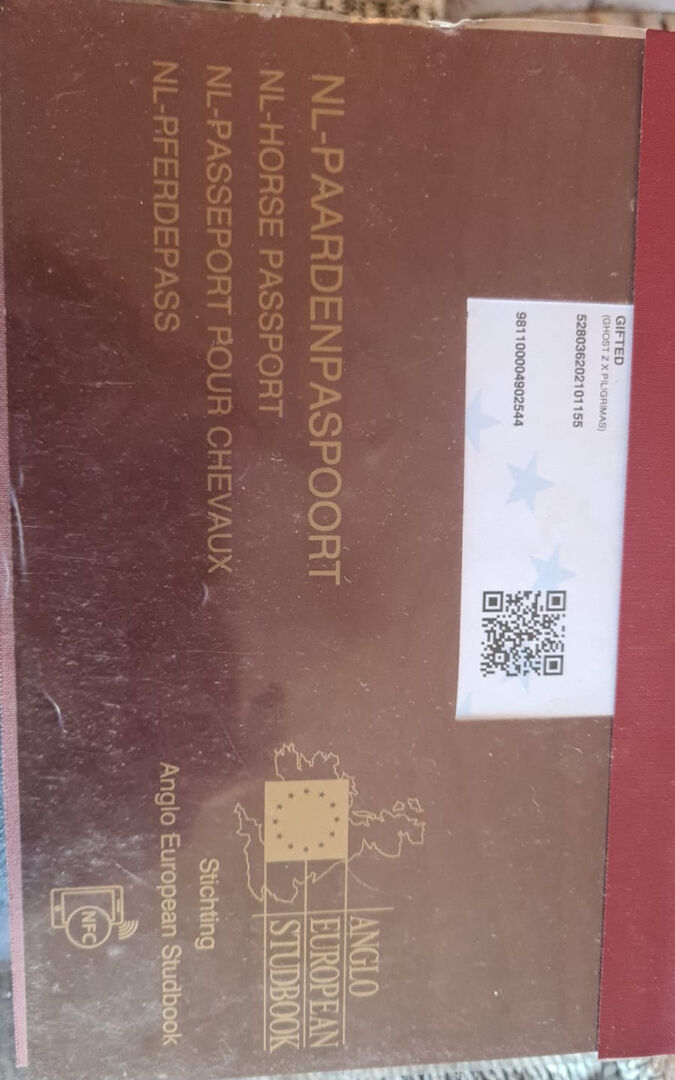 GIFTED
(GHOST Z X PILIGRIMAS)
528036202101155
981100004902544
NL-PAARDENPASPOORT
NL-HORSE PASSPORT
NL-PASSEPORT POUR CHEVAUX
NL-PFERDEPASS
ANGLO
EUROPEAN
STUDBOOK
Stichting
Anglo European Studbook
NFC